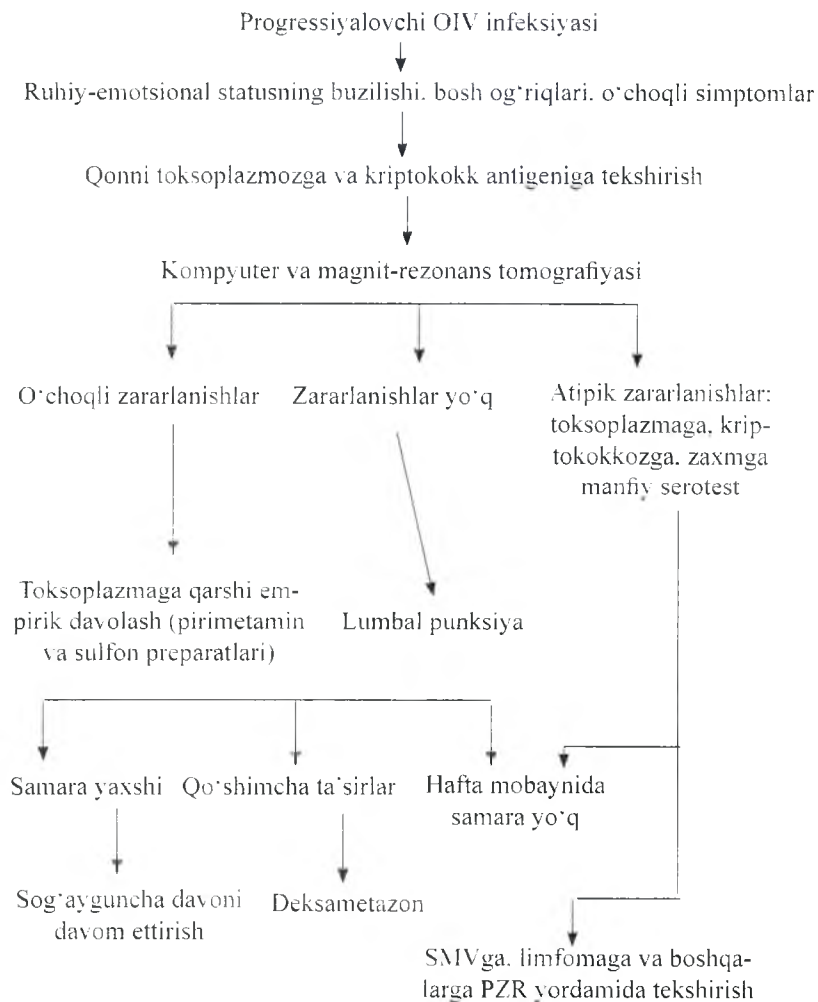 Progressiyalovchi OIV infeksiyasi
Ruhiy-emotsional statusning buzilishi. bosh og‘riqlari. o‘choqli simptomlar
Qonni toksoplazmozga va kriptokokk antigeniga tekshirish
Kompyuter va magnit-rezonans tomografiyasi
O‘choqli zararlanishlar
Zararlanishlar yo‘q
Atipik zararlanishlar:
toksoplazmaga, krip-
tokokkozga. zaxmga
manfiy serotest
Toksoplazmaga qarshi em-
pirik davolash (pirimetamin
va sulfon preparatlari)
Lumbal punksiya
Samara yaxshi
Qo‘shimcha ta’sirlar
Hafta mobaynida
samara yo‘q
Sog‘ayguncha davoni
davom ettirish
Deksametazon
SMVga. limfomaga va boshqa-
larga PZR yordamida tekshirish